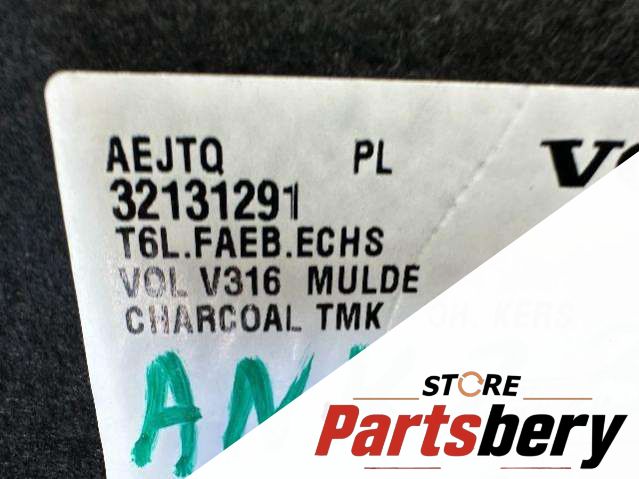 AEJTQ PL
32131291
T6L.FAEB.ECHS
VOL V316 MULDE
CHARCOAL TMK
STORE
Partsbery